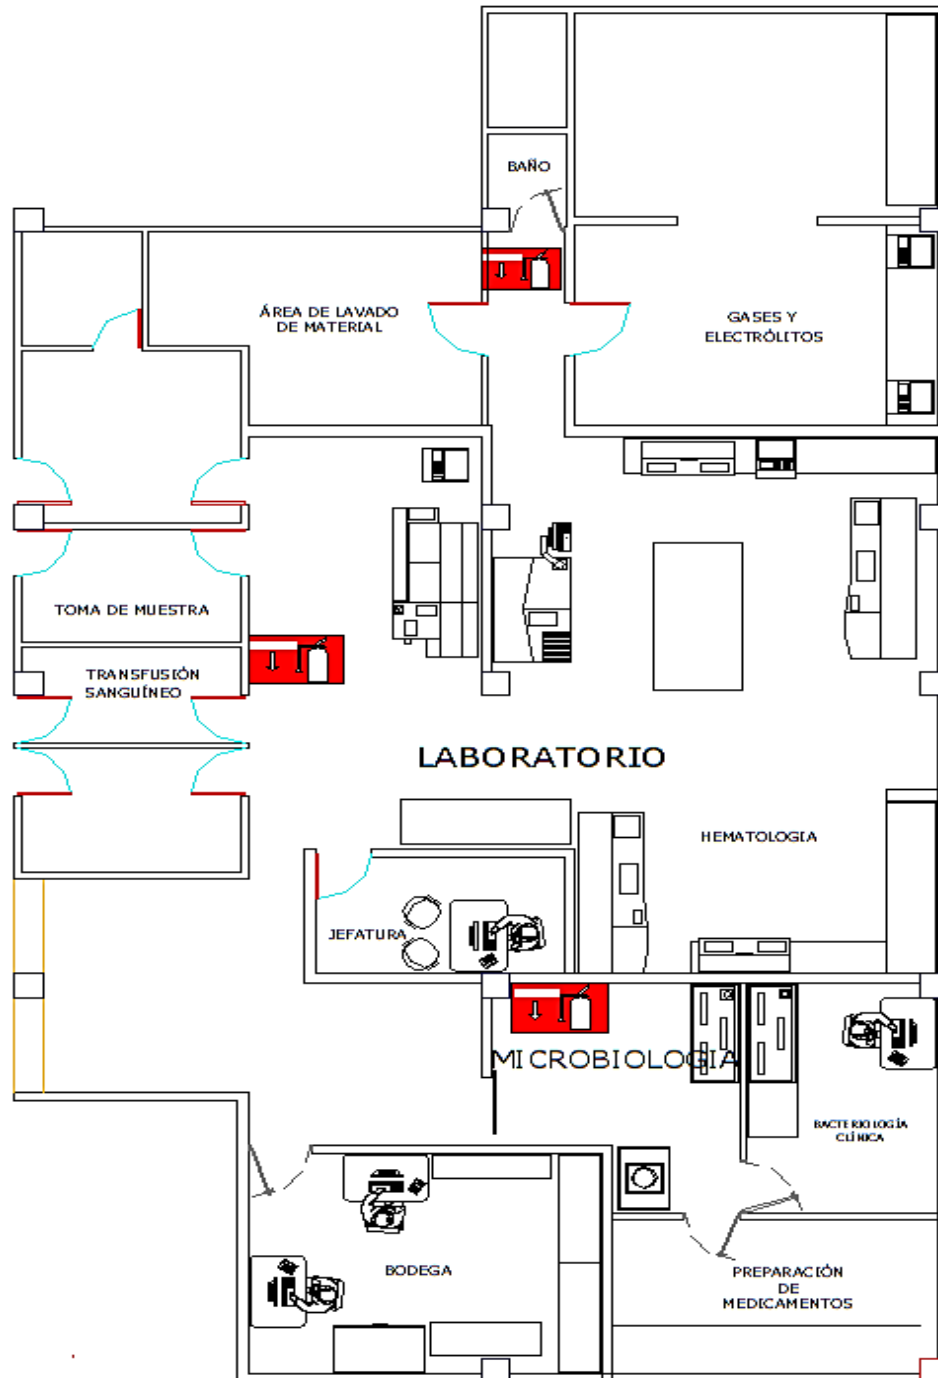 BAÑO
ÁREA DE LAVADO
DE MATERIAL
GASES Y
ELECTRÓLITOS
TOMA DE MUESTRA
TRANSFUSIÓN
SANGUÍNEO
LABORATORIO
HEMATOLOGIA
JEFATURA
MICROBIOLOGIA
BACTERIOLOGÍA
CLÍNICA
BODEGA
PREPARACIÓN
DE
MEDICAMENTOS